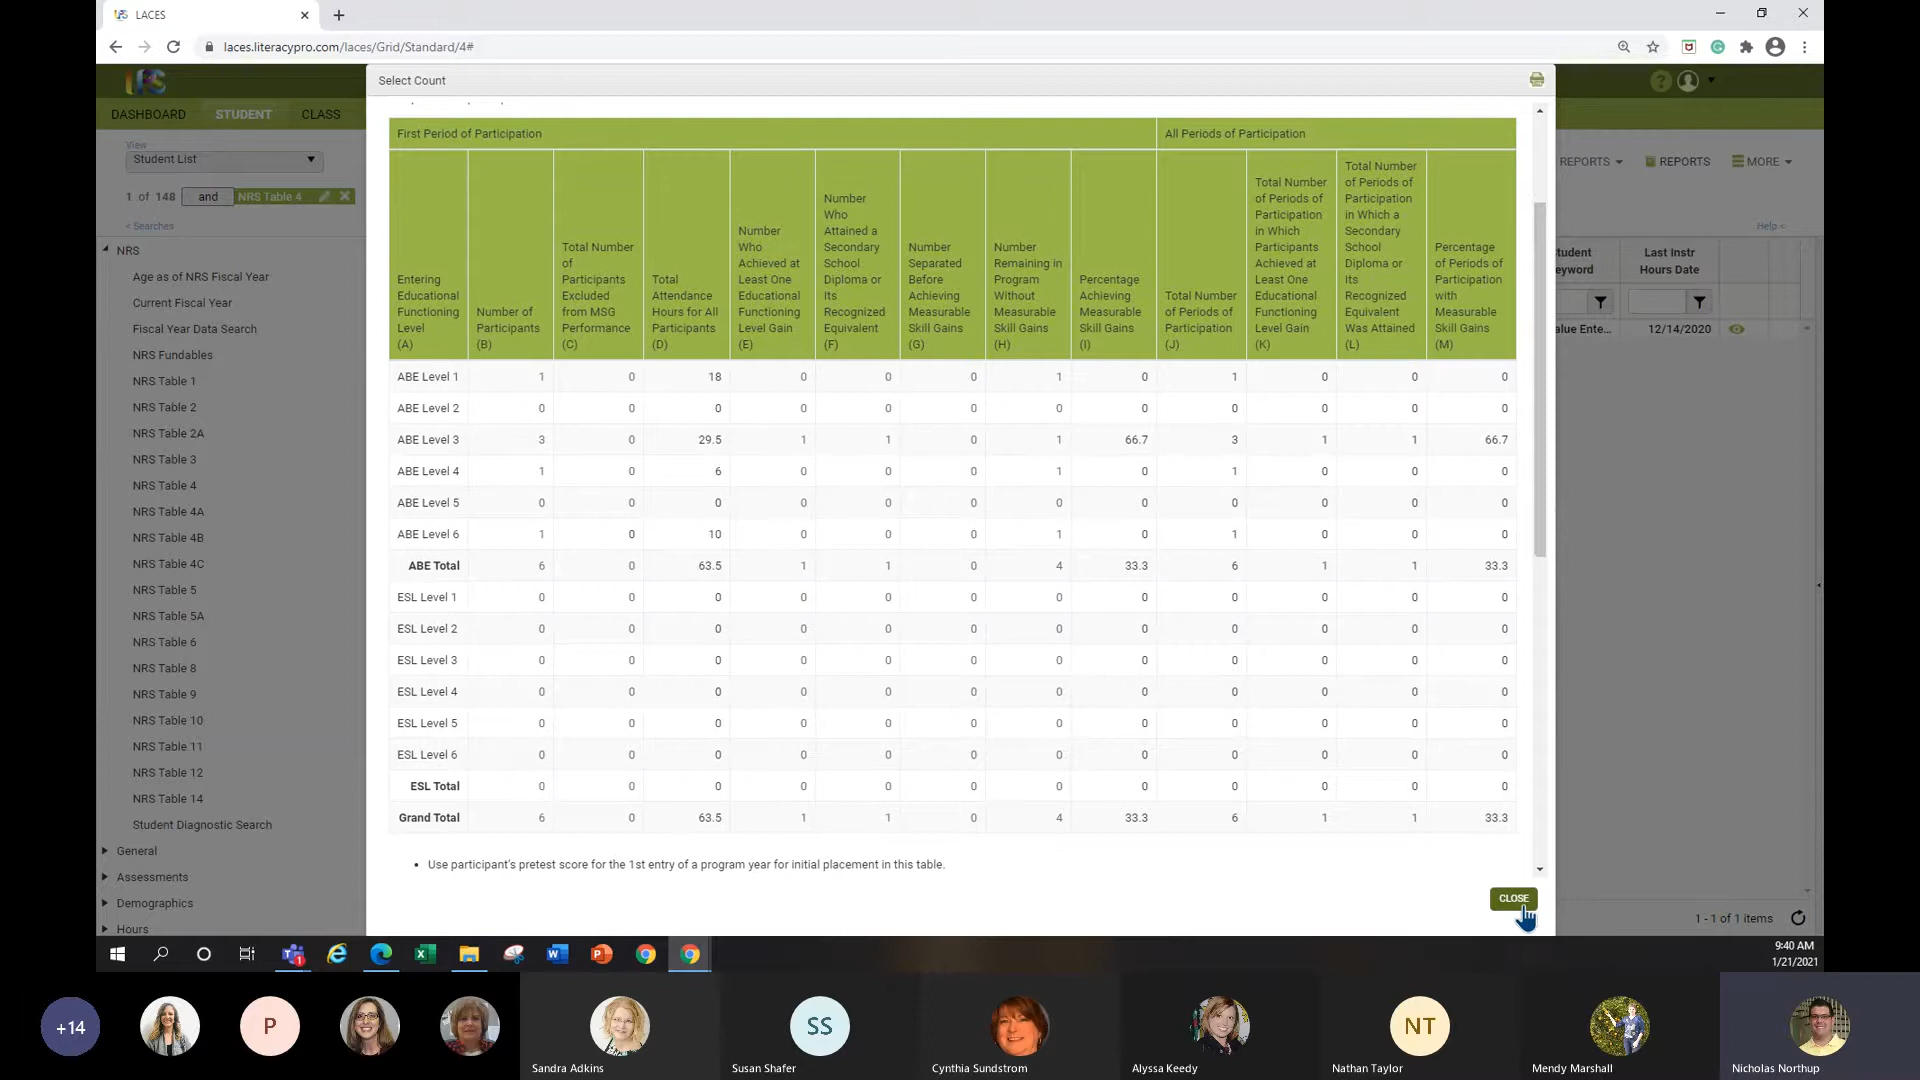 LACES
laces.literacypro.com/laces/Grid/Standard/4#
Select Count
DASHBOARD STUDENT CLASS
View
Student List
1 of 148 and NRS Table 4
< Searches
REPORTS REPORTS MORE
Help <
NRS
Age as of NRS Fiscal Year
Current Fiscal Year
Fiscal Year Data Search
NRS Fundables
NRS Table 1
NRS Table 2
NRS Table 2A
NRS Table 3
NRS Table 4
NRS Table 4A
NRS Table 4B
NRS Table 4C
NRS Table 5
NRS Table 5A
NRS Table 6
NRS Table 8
NRS Table 9
NRS Table 10
NRS Table 11
NRS Table 12
NRS Table 14
Student Diagnostic Search
General
Assessments
Demographics
Hours
First Period of Participation All Periods of Participation
Entering Educational Functioning Level (A)
Number of Participants (B)
Total Number of Participants Excluded from MSG Performance (C)
Total Attendance Hours for All Participants (D)
Number Who Achieved at Least One Educational Functioning Level Gain (E)
Number Who Attained a Secondary School Diploma or Its Recognized Equivalent (F)
Number Separated Before Achieving Measurable Skill Gains (G)
Number Remaining in Program Without Measurable Skill Gains (H)
Percentage Achieving Measurable Skill Gains (I)
Total Number of Periods of Participation (J)
Total Number of Periods of Participation in Which Participants Achieved at Least One Educational Functioning Level Gain (K)
Total Number of Periods of Participation in Which a Secondary School Diploma or Its Recognized Equivalent Was Attained (L)
Percentage of Periods of Participation with Measurable Skill Gains (M)
ABE Level 1 1 0 18 0 0 0 1 0 1 0 0 0
ABE Level 2 0 0 0 0 0 0 0 0 0 0 0 0
ABE Level 3 3 0 29.5 1 1 0 1 66.7 3 1 1 66.7
ABE Level 4 1 0 6 0 0 0 1 0 1 0 0 0
ABE Level 5 0 0 0 0 0 0 0 0 0 0 0 0
ABE Level 6 1 0 10 0 0 0 1 0 1 0 0 0
ABE Total 6 0 63.5 1 1 0 4 33.3 6 1 1 33.3
ESL Level 1 0 0 0 0 0 0 0 0 0 0 0 0
ESL Level 2 0 0 0 0 0 0 0 0 0 0 0 0
ESL Level 3 0 0 0 0 0 0 0 0 0 0 0 0
ESL Level 4 0 0 0 0 0 0 0 0 0 0 0 0
ESL Level 5 0 0 0 0 0 0 0 0 0 0 0 0
ESL Level 6 0 0 0 0 0 0 0 0 0 0 0 0
ESL Total 0 0 0 0 0 0 0 0 0 0 0 0
Grand Total 6 0 63.5 1 1 0 4 33.3 6 1 1 33.3
• Use participant's pretest score for the 1st entry of a program year for initial placement in this table.
CLOSE
tudent eyword
Last Instr Hours Date
alue Ente... 12/14/2020
1 - 1 of 1 items
9:40 AM
1/21/2021
+14
P
SS
NT
Sandra Adkins
Susan Shafer
Cynthia Sundstrom
Alyssa Keedy
Nathan Taylor
Mendy Marshall
Nicholas Northup